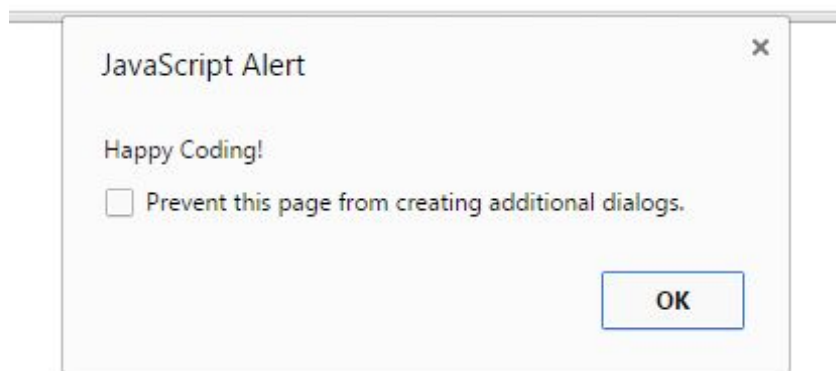 JavaScript Alert
Happy Coding!
Prevent this page from creating additional dialogs.
OK